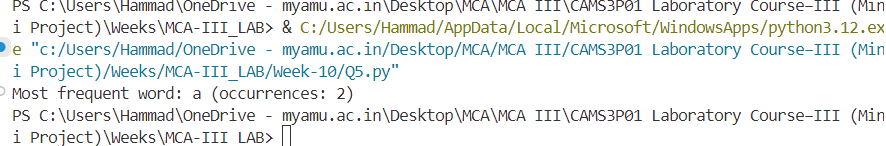 PS C:\Users\Hammad\OneDrive - myamu.ac.in\Desktop\MCA\MCA III\CAMS3P01 Laboratory Course–III (Min
i Project)\Weeks\MCA-III_LAB> & C:/Users/Hammad/AppData/Local/Microsoft/WindowsApps/python3.12.ex
e "c:/Users/Hammad/OneDrive - myamu.ac.in/Desktop/MCA/MCA III/CAMS3P01 Laboratory Course–III (Min
i Project)/Weeks/MCA-III_LAB/Week-10/Q5.py"
Most frequent word: a (occurrences: 2)
PS C:\Users\Hammad\OneDrive - myamu.ac.in\Desktop\MCA\MCA III\CAMS3P01 Laboratory Course–III (Min
i Project)\Weeks\MCA-III_LAB>